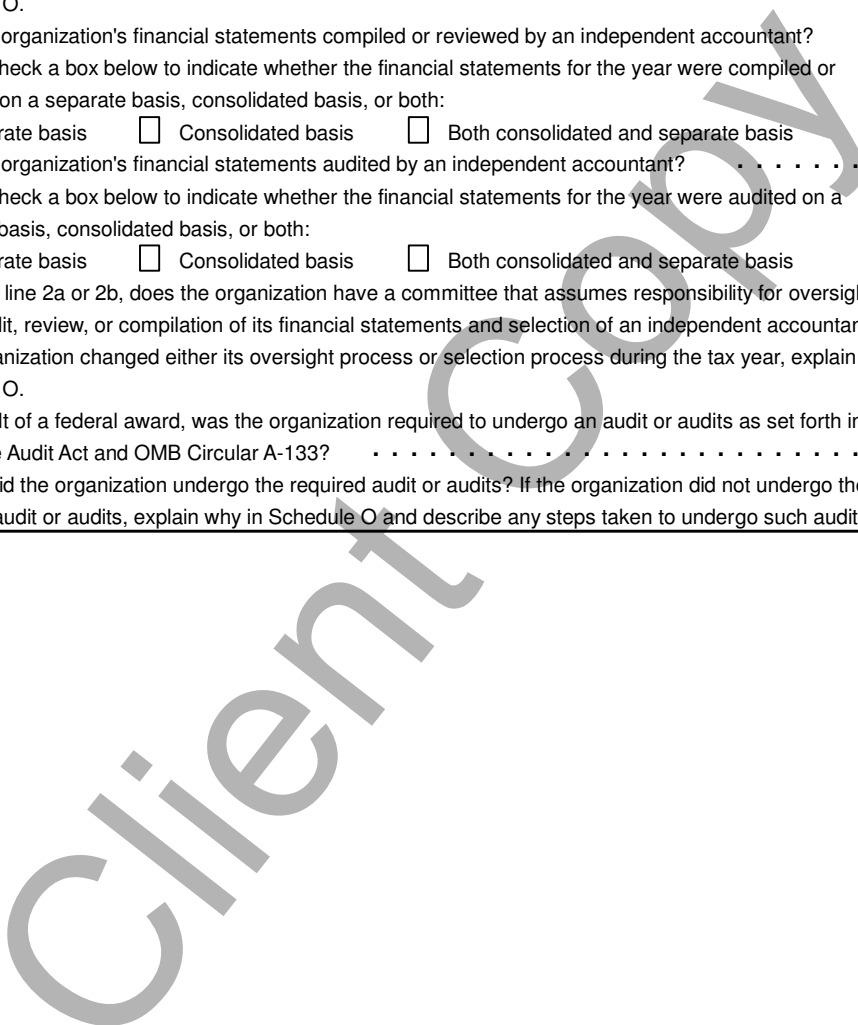 O.
organization's financial statements compiled or reviewed by an independent accountant?
heck a box below to indicate whether the financial statements for the year were compiled or
on a separate basis, consolidated basis, or both:
rate basis Consolidated basis Both consolidated and separate basis
organization's financial statements audited by an independent accountant? . . . . . . . .
heck a box below to indicate whether the financial statements for the year were audited on a
basis, consolidated basis, or both:
rate basis Consolidated basis Both consolidated and separate basis
line 2a or 2b, does the organization have a committee that assumes responsibility for oversigh
dit, review, or compilation of its financial statements and selection of an independent accountan
anization changed either its oversight process or selection process during the tax year, explain
O.
lt of a federal award, was the organization required to undergo an audit or audits as set forth in
e Audit Act and OMB Circular A-133? . . . . . . . . . . . . . . . . . . . . . . . . . . . . . . .
id the organization undergo the required audit or audits? If the organization did not undergo the
audit or audits, explain why in Schedule O and describe any steps taken to undergo such audit
Client Copy